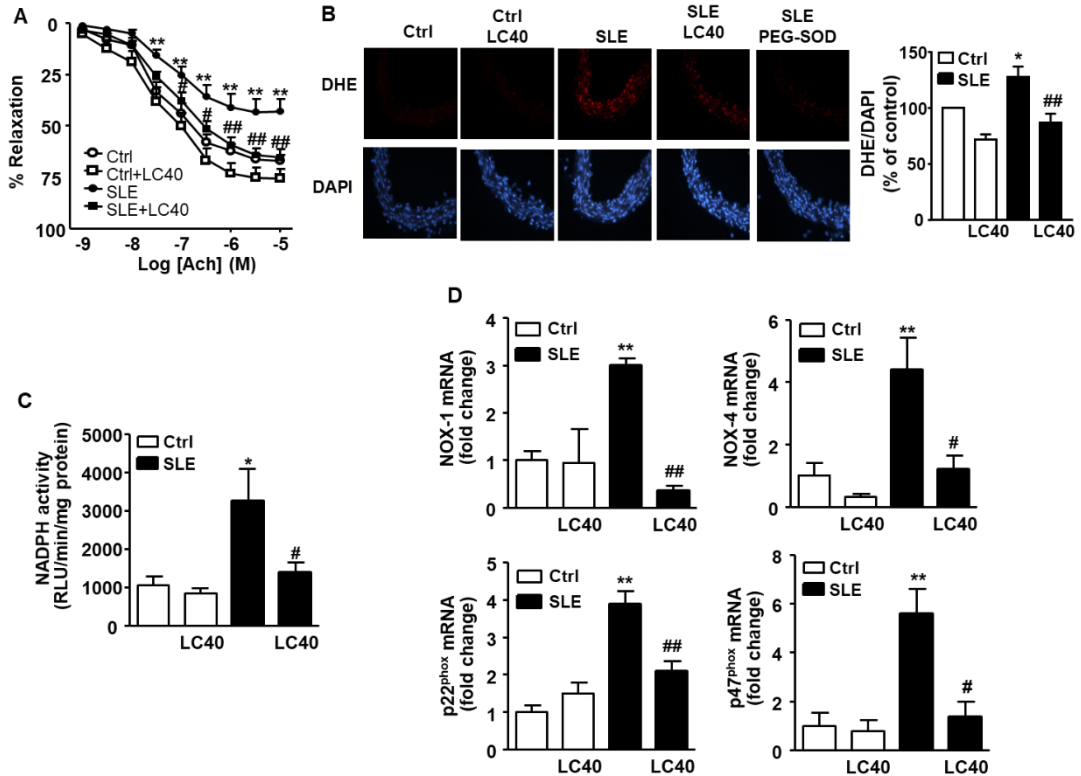 A
0
25
50
75
100
% Relaxation
** ** ** ** ** **
# # ## ## ##
Ctrl
Ctrl+LC40
SLE
SLE+LC40
-9 -8 -7 -6 -5
Log [Ach] (M)
B
Ctrl
Ctrl
LC40
SLE
SLE
LC40
SLE
PEG-SOD
DHE
DAPI
Ctrl
SLE
150
100
50
0
DHE/DAPI
(% of control)
*
##
LC40 LC40
C
5000
4000
3000
2000
1000
0
NADPH activity
(RLU/min/mg protein)
Ctrl
SLE
*
#
LC40 LC40
D
4
3
2
1
0
NOX-1 mRNA
(fold change)
Ctrl
SLE
**
##
LC40 LC40
6
4
2
0
NOX-4 mRNA
(fold change)
Ctrl
SLE
**
#
LC40 LC40
5
4
3
2
1
0
p22phox mRNA
(fold change)
Ctrl
SLE
**
##
LC40 LC40
8
6
4
2
0
p47phox mRNA
(fold change)
Ctrl
SLE
**
#
LC40 LC40